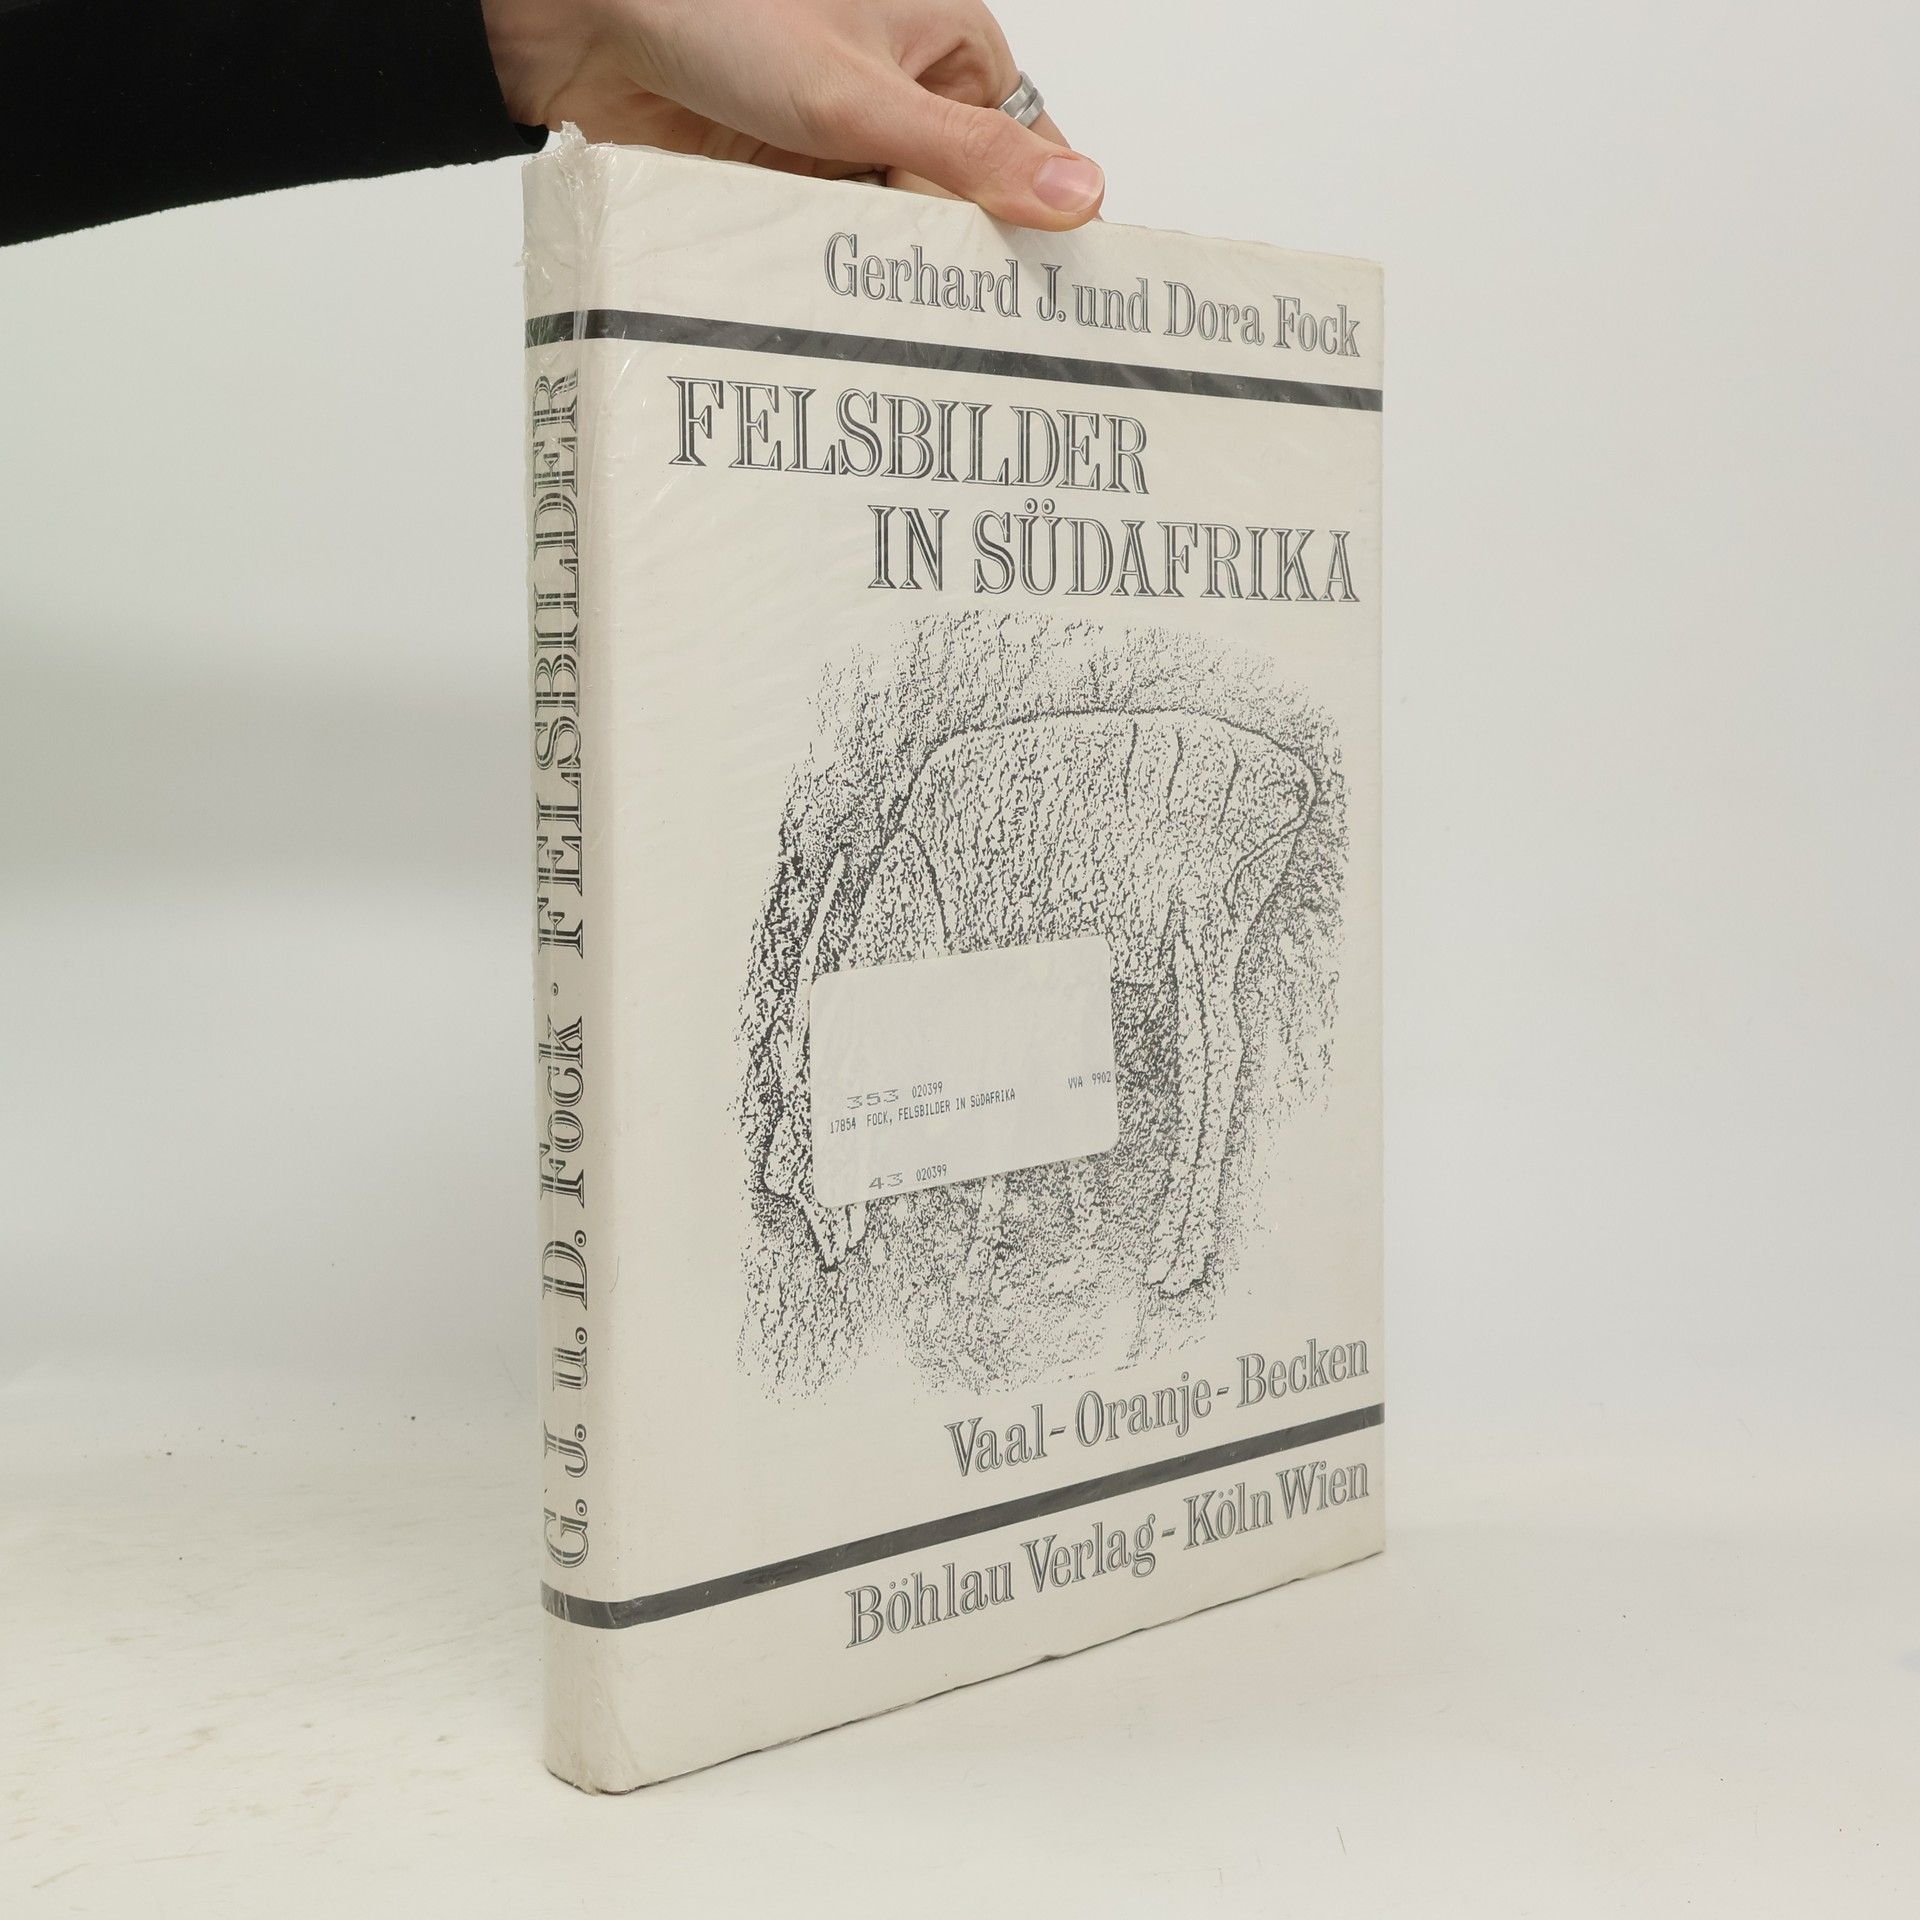 Gerhard J. und Dora Fock
FELSBILDER
IN SÜDAFRIKA
353 020399 VVA 9902
17854 FOCK, FELSBILDER IN SüDAFRIKA
43 020399
Vaal-Oranje-Becken
Böhlau Verlag-Köln Wien
G. J. u. D. Fock · FELSBILDER